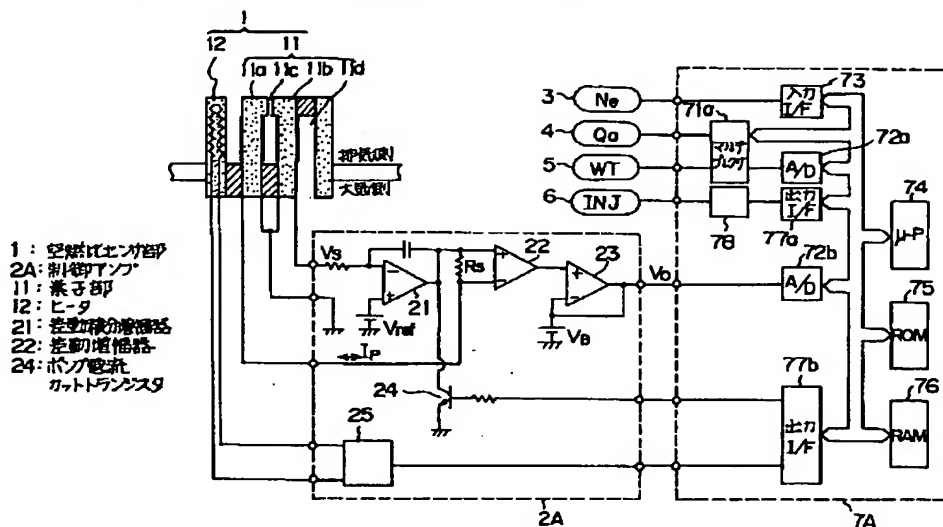 1
12
11
11a
11c
11b
11d
排気側
大気側
3
Ne
4
Qa
5
WT
6
INJ
71a
マルチプレクサ
78
73
入力
I/F
72a
A/D
出力
I/F
77a
72b
A/D
74
μ-P
75
ROM
76
RAM
77b
出力
I/F
7A
1: 空燃比センサ部
2A: 制御アンプ
11: 素子部
12: ヒータ
21: 差動積分増幅器
22: 差動増幅器
24: ポンプ電流
カットトランジスタ
Vs
21
Vref
Rs
22
23
VB
Vo
IP
24
25
2A